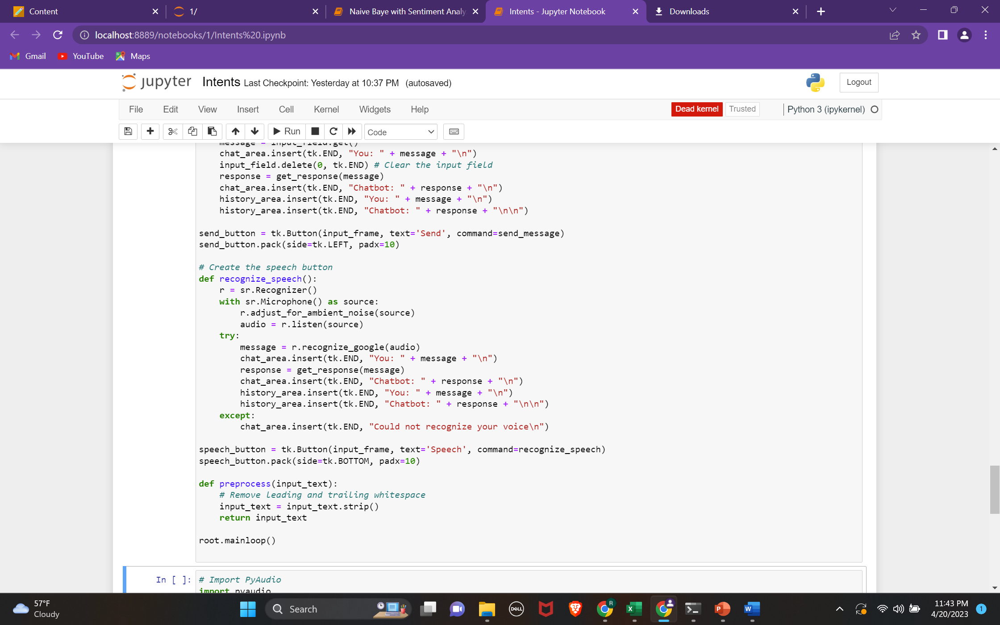 Content
1/
Naive Baye with Sentiment Analy
Intents - Jupyter Notebook
Downloads
localhost:8889/notebooks/1/Intents%20.ipynb
Gmail
YouTube
Maps
jupyter Intents Last Checkpoint: Yesterday at 10:37 PM (autosaved)
Logout
File Edit View Insert Cell Kernel Widgets Help
Dead kernel Trusted Python 3 (ipykernel)
Run Code
    message = input_field.get()
    chat_area.insert(tk.END, "You: " + message + "\n")
    input_field.delete(0, tk.END) # Clear the input field
    response = get_response(message)
    chat_area.insert(tk.END, "Chatbot: " + response + "\n")
    history_area.insert(tk.END, "You: " + message + "\n")
    history_area.insert(tk.END, "Chatbot: " + response + "\n\n")
send_button = tk.Button(input_frame, text='Send', command=send_message)
send_button.pack(side=tk.LEFT, padx=10)
# Create the speech button
def recognize_speech():
    r = sr.Recognizer()
    with sr.Microphone() as source:
        r.adjust_for_ambient_noise(source)
        audio = r.listen(source)
    try:
        message = r.recognize_google(audio)
        chat_area.insert(tk.END, "You: " + message + "\n")
        response = get_response(message)
        chat_area.insert(tk.END, "Chatbot: " + response + "\n")
        history_area.insert(tk.END, "You: " + message + "\n")
        history_area.insert(tk.END, "Chatbot: " + response + "\n\n")
    except:
        chat_area.insert(tk.END, "Could not recognize your voice\n")
speech_button = tk.Button(input_frame, text='Speech', command=recognize_speech)
speech_button.pack(side=tk.BOTTOM, padx=10)
def preprocess(input_text):
    # Remove leading and trailing whitespace
    input_text = input_text.strip()
    return input_text
root.mainloop()
In [ ]: # Import PyAudio
import pyaudio
57°F
Cloudy
Search
DELL
R
X
P
W
11:43 PM
4/20/2023
1